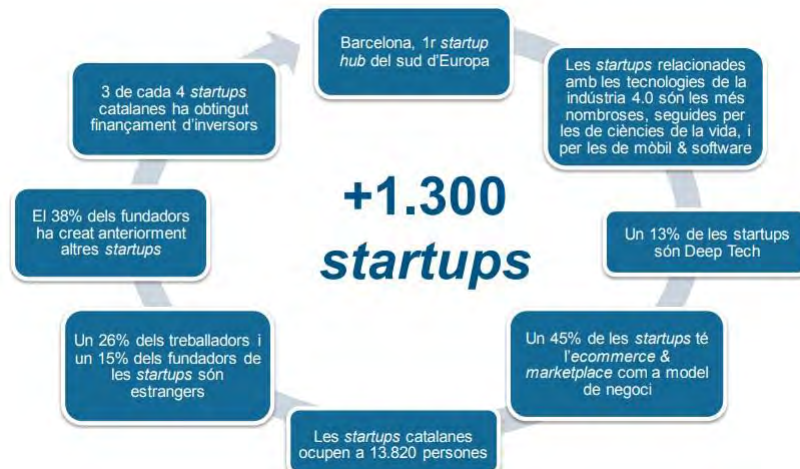 Barcelona, 1r startup
hub del sud d'Europa
Les startups relacionades
amb les tecnologies de la
indústria 4.0 són les més
nombroses, seguides per
les de ciències de la vida, i
per les de mòbil & software
Un 13% de les startups
són Deep Tech
Un 45% de les startups té
l'ecommerce &
marketplace com a model
de negoci
Les startups catalanes
ocupen a 13.820 persones
Un 26% dels treballadors i
un 15% dels fundadors de
les startups són
estrangers
El 38% dels fundadors
ha creat anteriorment
altres startups
3 de cada 4 startups
catalanes ha obtingut
finançament d'inversors
+1.300
startups